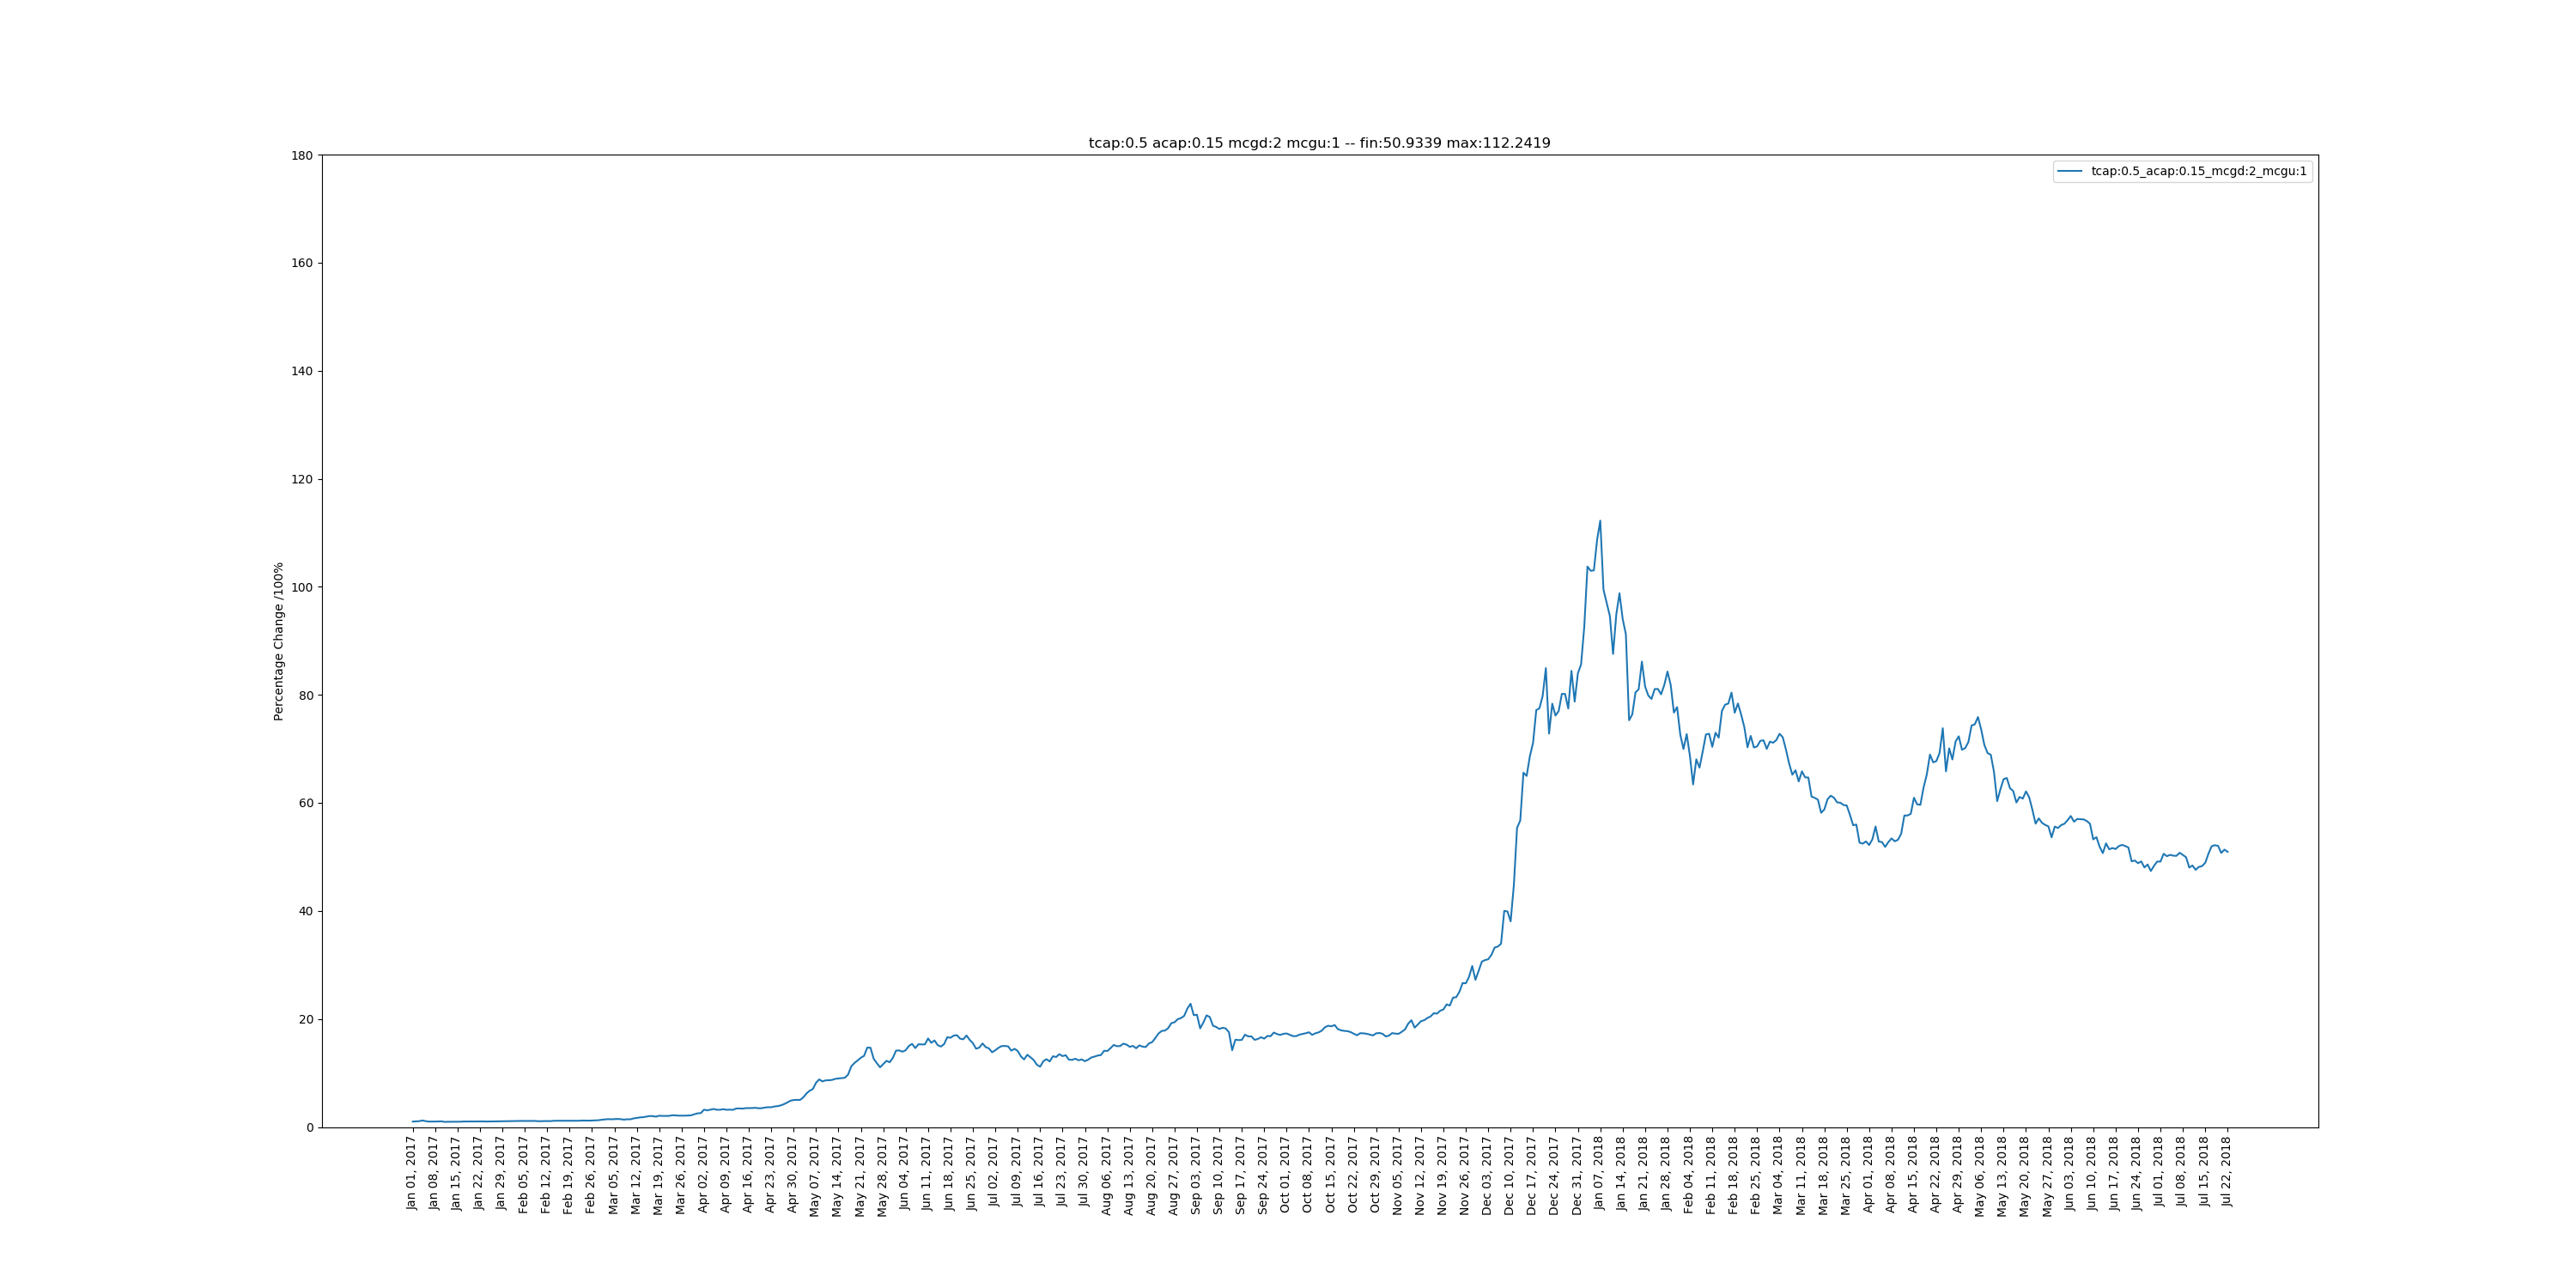 tcap:0.5 acap:0.15 mcgd:2 mcgu:1 -- fin:50.9339 max:112.2419
tcap:0.5_acap:0.15_mcgd:2_mcgu:1
Percentage Change /100%
180
160
140
120
100
80
60
40
20
0
Jan 01, 2017
Jan 08, 2017
Jan 15, 2017
Jan 22, 2017
Jan 29, 2017
Feb 05, 2017
Feb 12, 2017
Feb 19, 2017
Feb 26, 2017
Mar 05, 2017
Mar 12, 2017
Mar 19, 2017
Mar 26, 2017
Apr 02, 2017
Apr 09, 2017
Apr 16, 2017
Apr 23, 2017
Apr 30, 2017
May 07, 2017
May 14, 2017
May 21, 2017
May 28, 2017
Jun 04, 2017
Jun 11, 2017
Jun 18, 2017
Jun 25, 2017
Jul 02, 2017
Jul 09, 2017
Jul 16, 2017
Jul 23, 2017
Jul 30, 2017
Aug 06, 2017
Aug 13, 2017
Aug 20, 2017
Aug 27, 2017
Sep 03, 2017
Sep 10, 2017
Sep 17, 2017
Sep 24, 2017
Oct 01, 2017
Oct 08, 2017
Oct 15, 2017
Oct 22, 2017
Oct 29, 2017
Nov 05, 2017
Nov 12, 2017
Nov 19, 2017
Nov 26, 2017
Dec 03, 2017
Dec 10, 2017
Dec 17, 2017
Dec 24, 2017
Dec 31, 2017
Jan 07, 2018
Jan 14, 2018
Jan 21, 2018
Jan 28, 2018
Feb 04, 2018
Feb 11, 2018
Feb 18, 2018
Feb 25, 2018
Mar 04, 2018
Mar 11, 2018
Mar 18, 2018
Mar 25, 2018
Apr 01, 2018
Apr 08, 2018
Apr 15, 2018
Apr 22, 2018
Apr 29, 2018
May 06, 2018
May 13, 2018
May 20, 2018
May 27, 2018
Jun 03, 2018
Jun 10, 2018
Jun 17, 2018
Jun 24, 2018
Jul 01, 2018
Jul 08, 2018
Jul 15, 2018
Jul 22, 2018